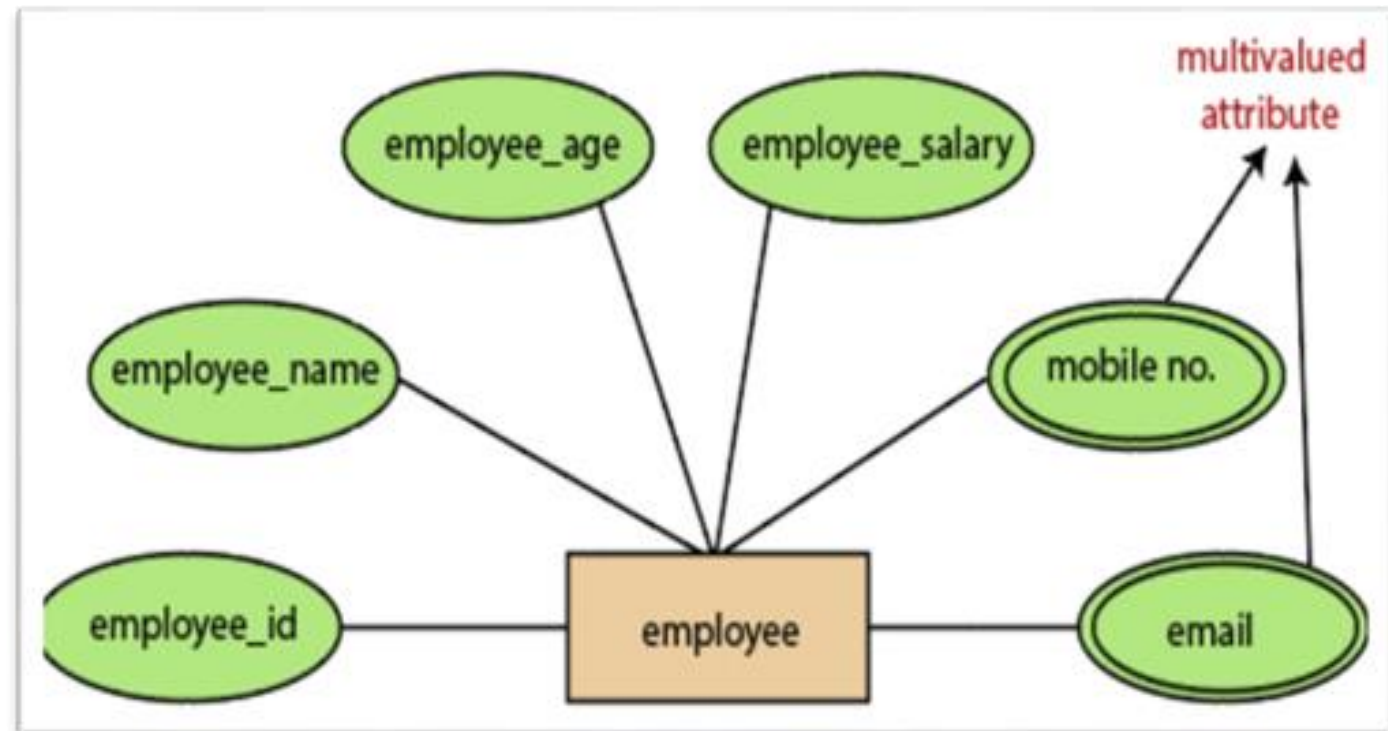 multivalued
attribute
employee_age
employee_salary
employee_name
mobile no.
employee_id
employee
email